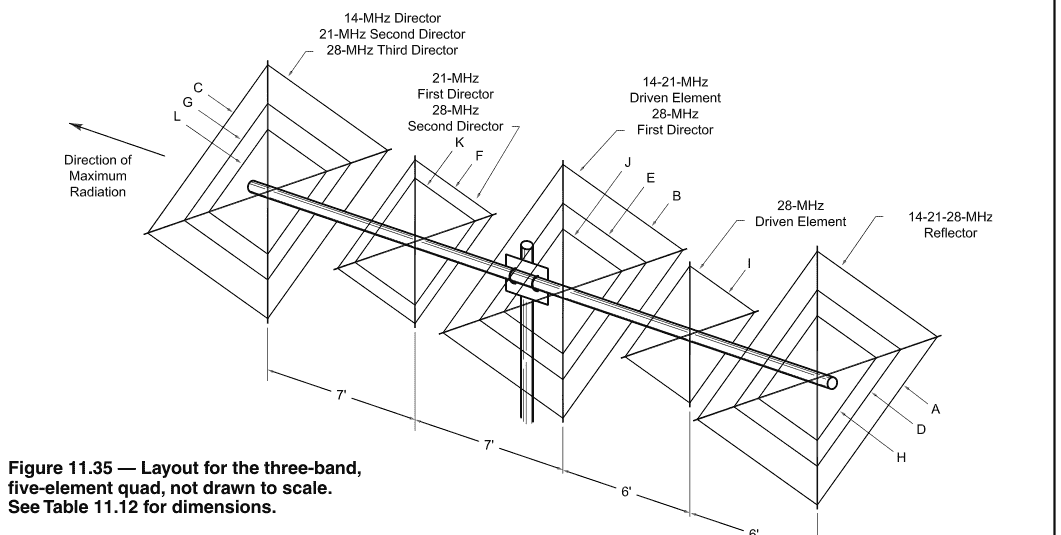 14-MHz Director
21-MHz Second Director
28-MHz Third Director
C
G
L
Direction of
Maximum
Radiation
21-MHz
First Director
28-MHz
Second Director
K
F
14-21-MHz
Driven Element
28-MHz
First Director
J
E
B
28-MHz
Driven Element
I
14-21-28-MHz
Reflector
A
D
H
7'
7'
6'
6'
Figure 11.35 — Layout for the three-band,
five-element quad, not drawn to scale.
See Table 11.12 for dimensions.